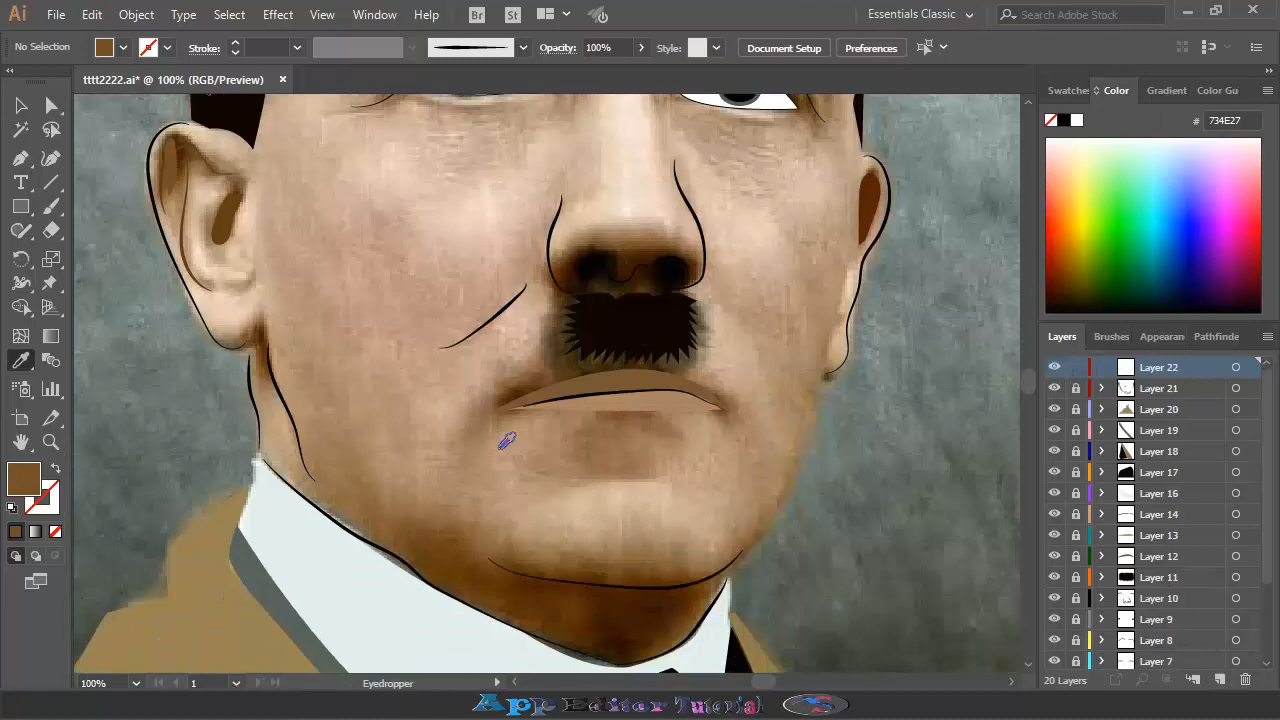 Ai File Edit Object Type Select Effect View Window Help Br St Essentials Classic Search Adobe Stock
No Selection Stroke: Opacity: 100% Style: Document Setup Preferences
tttt2222.ai* @ 100% (RGB/Preview) Swatches Color Gradient Color Gu
# 734E27
Layers Brushes Appearan Pathfinde
Layer 22
Layer 21
Layer 20
Layer 19
Layer 18
Layer 17
Layer 16
Layer 14
Layer 13
Layer 12
Layer 11
Layer 10
Layer 9
Layer 8
Layer 7
100% 1 Eyedropper 20 Layers
App Editor Tutorial